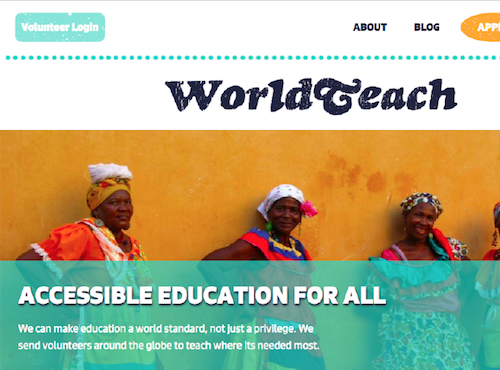 Volunteer Login
ABOUT BLOG
WorldTeach
ACCESSIBLE EDUCATION FOR ALL
We can make education a world standard, not just a privilege. We
send volunteers around the globe to teach where its needed most.